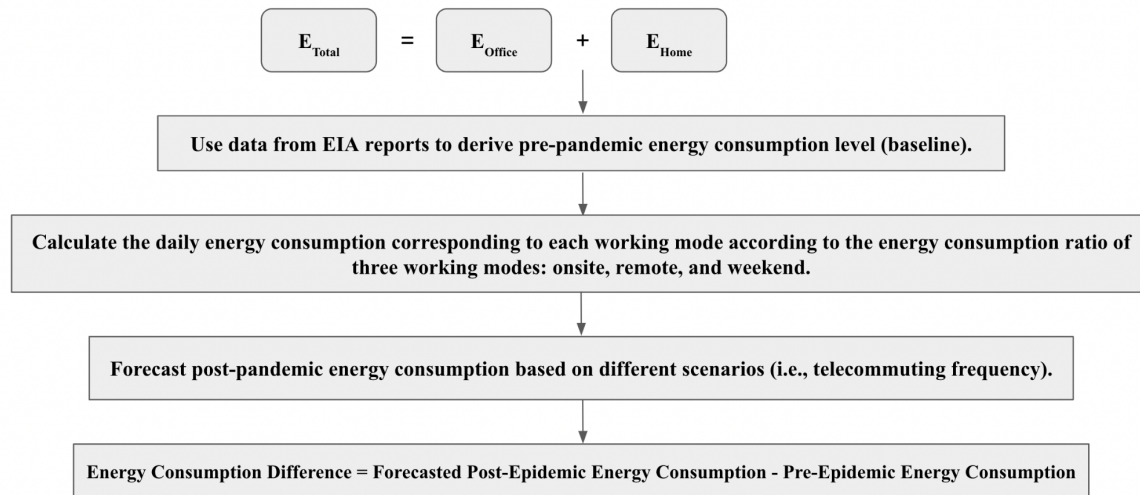 E_Total = E_Office + E_Home
Use data from EIA reports to derive pre-pandemic energy consumption level (baseline).
Calculate the daily energy consumption corresponding to each working mode according to the energy consumption ratio of
three working modes: onsite, remote, and weekend.
Forecast post-pandemic energy consumption based on different scenarios (i.e., telecommuting frequency).
Energy Consumption Difference = Forecasted Post-Epidemic Energy Consumption - Pre-Epidemic Energy Consumption